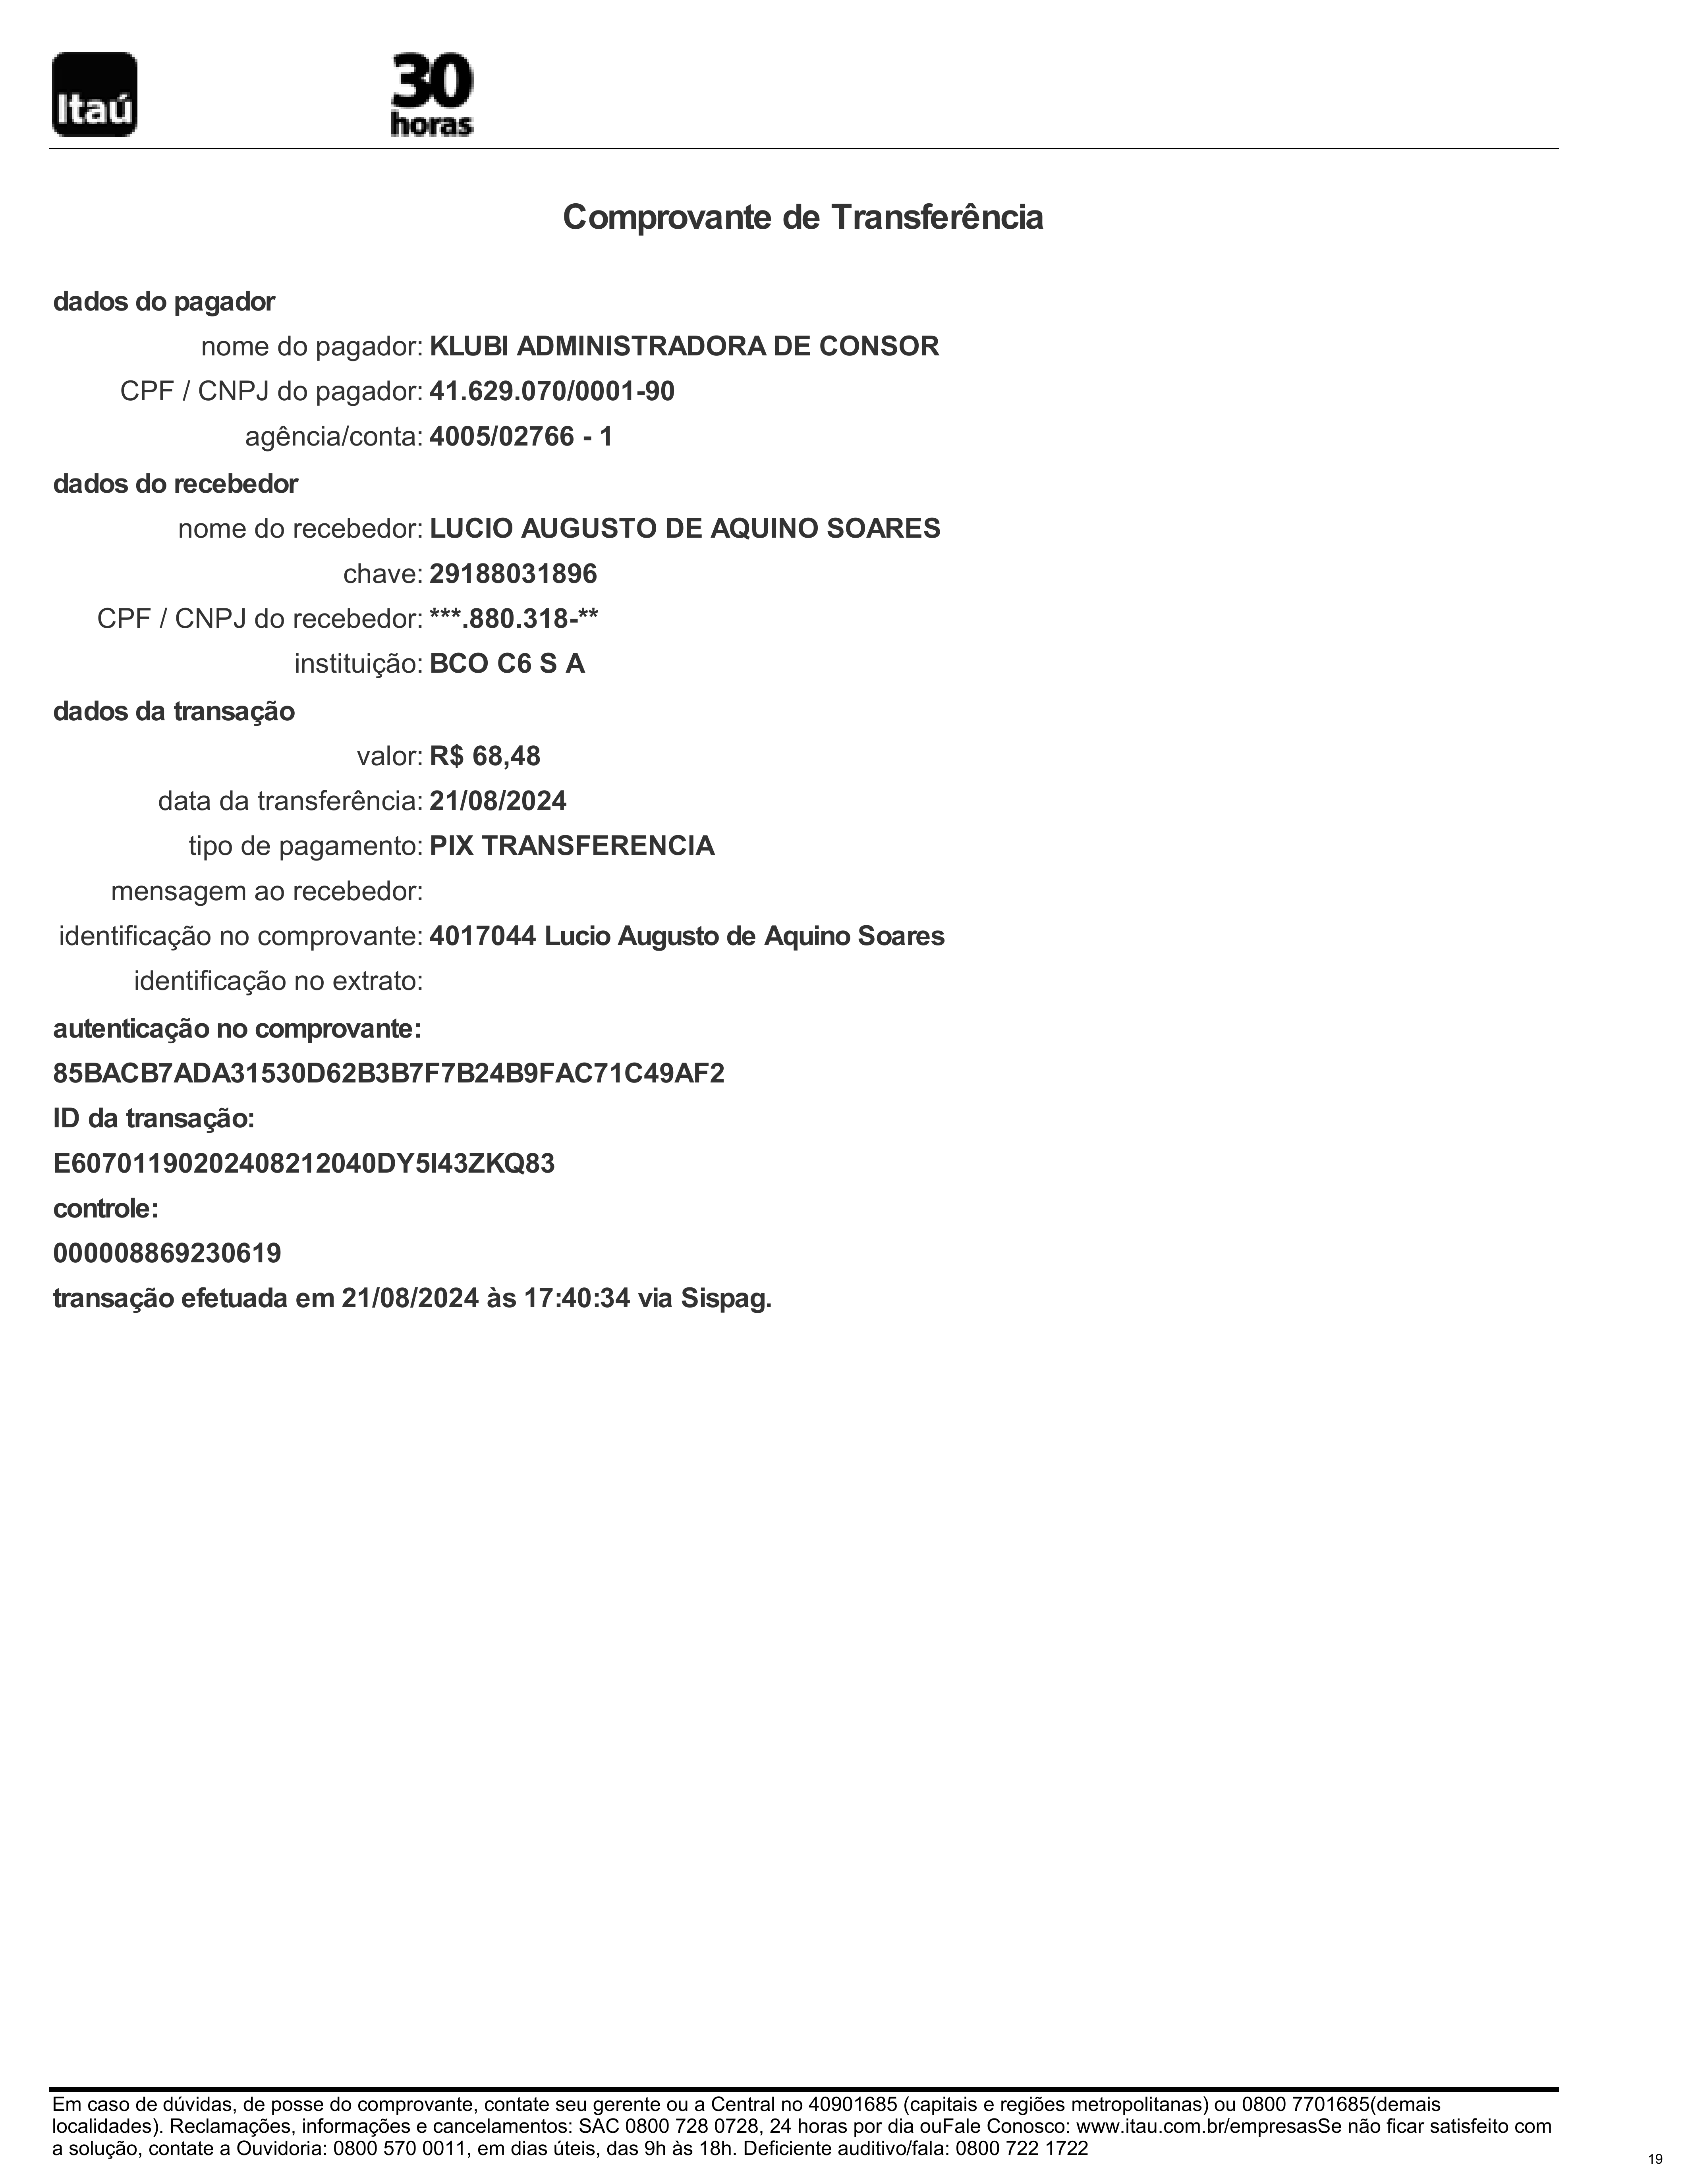 Itaú
30
horas
Comprovante de Transferência
dados do pagador
nome do pagador: KLUBI ADMINISTRADORA DE CONSOR
CPF / CNPJ do pagador: 41.629.070/0001-90
agência/conta: 4005/02766 - 1
dados do recebedor
nome do recebedor: LUCIO AUGUSTO DE AQUINO SOARES
chave: 29188031896
CPF / CNPJ do recebedor: ***.880.318-**
instituição: BCO C6 S A
dados da transação
valor: R$ 68,48
data da transferência: 21/08/2024
tipo de pagamento: PIX TRANSFERENCIA
mensagem ao recebedor:
identificação no comprovante: 4017044 Lucio Augusto de Aquino Soares
identificação no extrato:
autenticação no comprovante:
85BACB7ADA31530D62B3B7F7B24B9FAC71C49AF2
ID da transação:
E60701190202408212040DY5I43ZKQ83
controle:
000008869230619
transação efetuada em 21/08/2024 às 17:40:34 via Sispag.
Em caso de dúvidas, de posse do comprovante, contate seu gerente ou a Central no 40901685 (capitais e regiões metropolitanas) ou 0800 7701685(demais
localidades). Reclamações, informações e cancelamentos: SAC 0800 728 0728, 24 horas por dia ouFale Conosco: www.itau.com.br/empresasSe não ficar satisfeito com
a solução, contate a Ouvidoria: 0800 570 0011, em dias úteis, das 9h às 18h. Deficiente auditivo/fala: 0800 722 1722
19